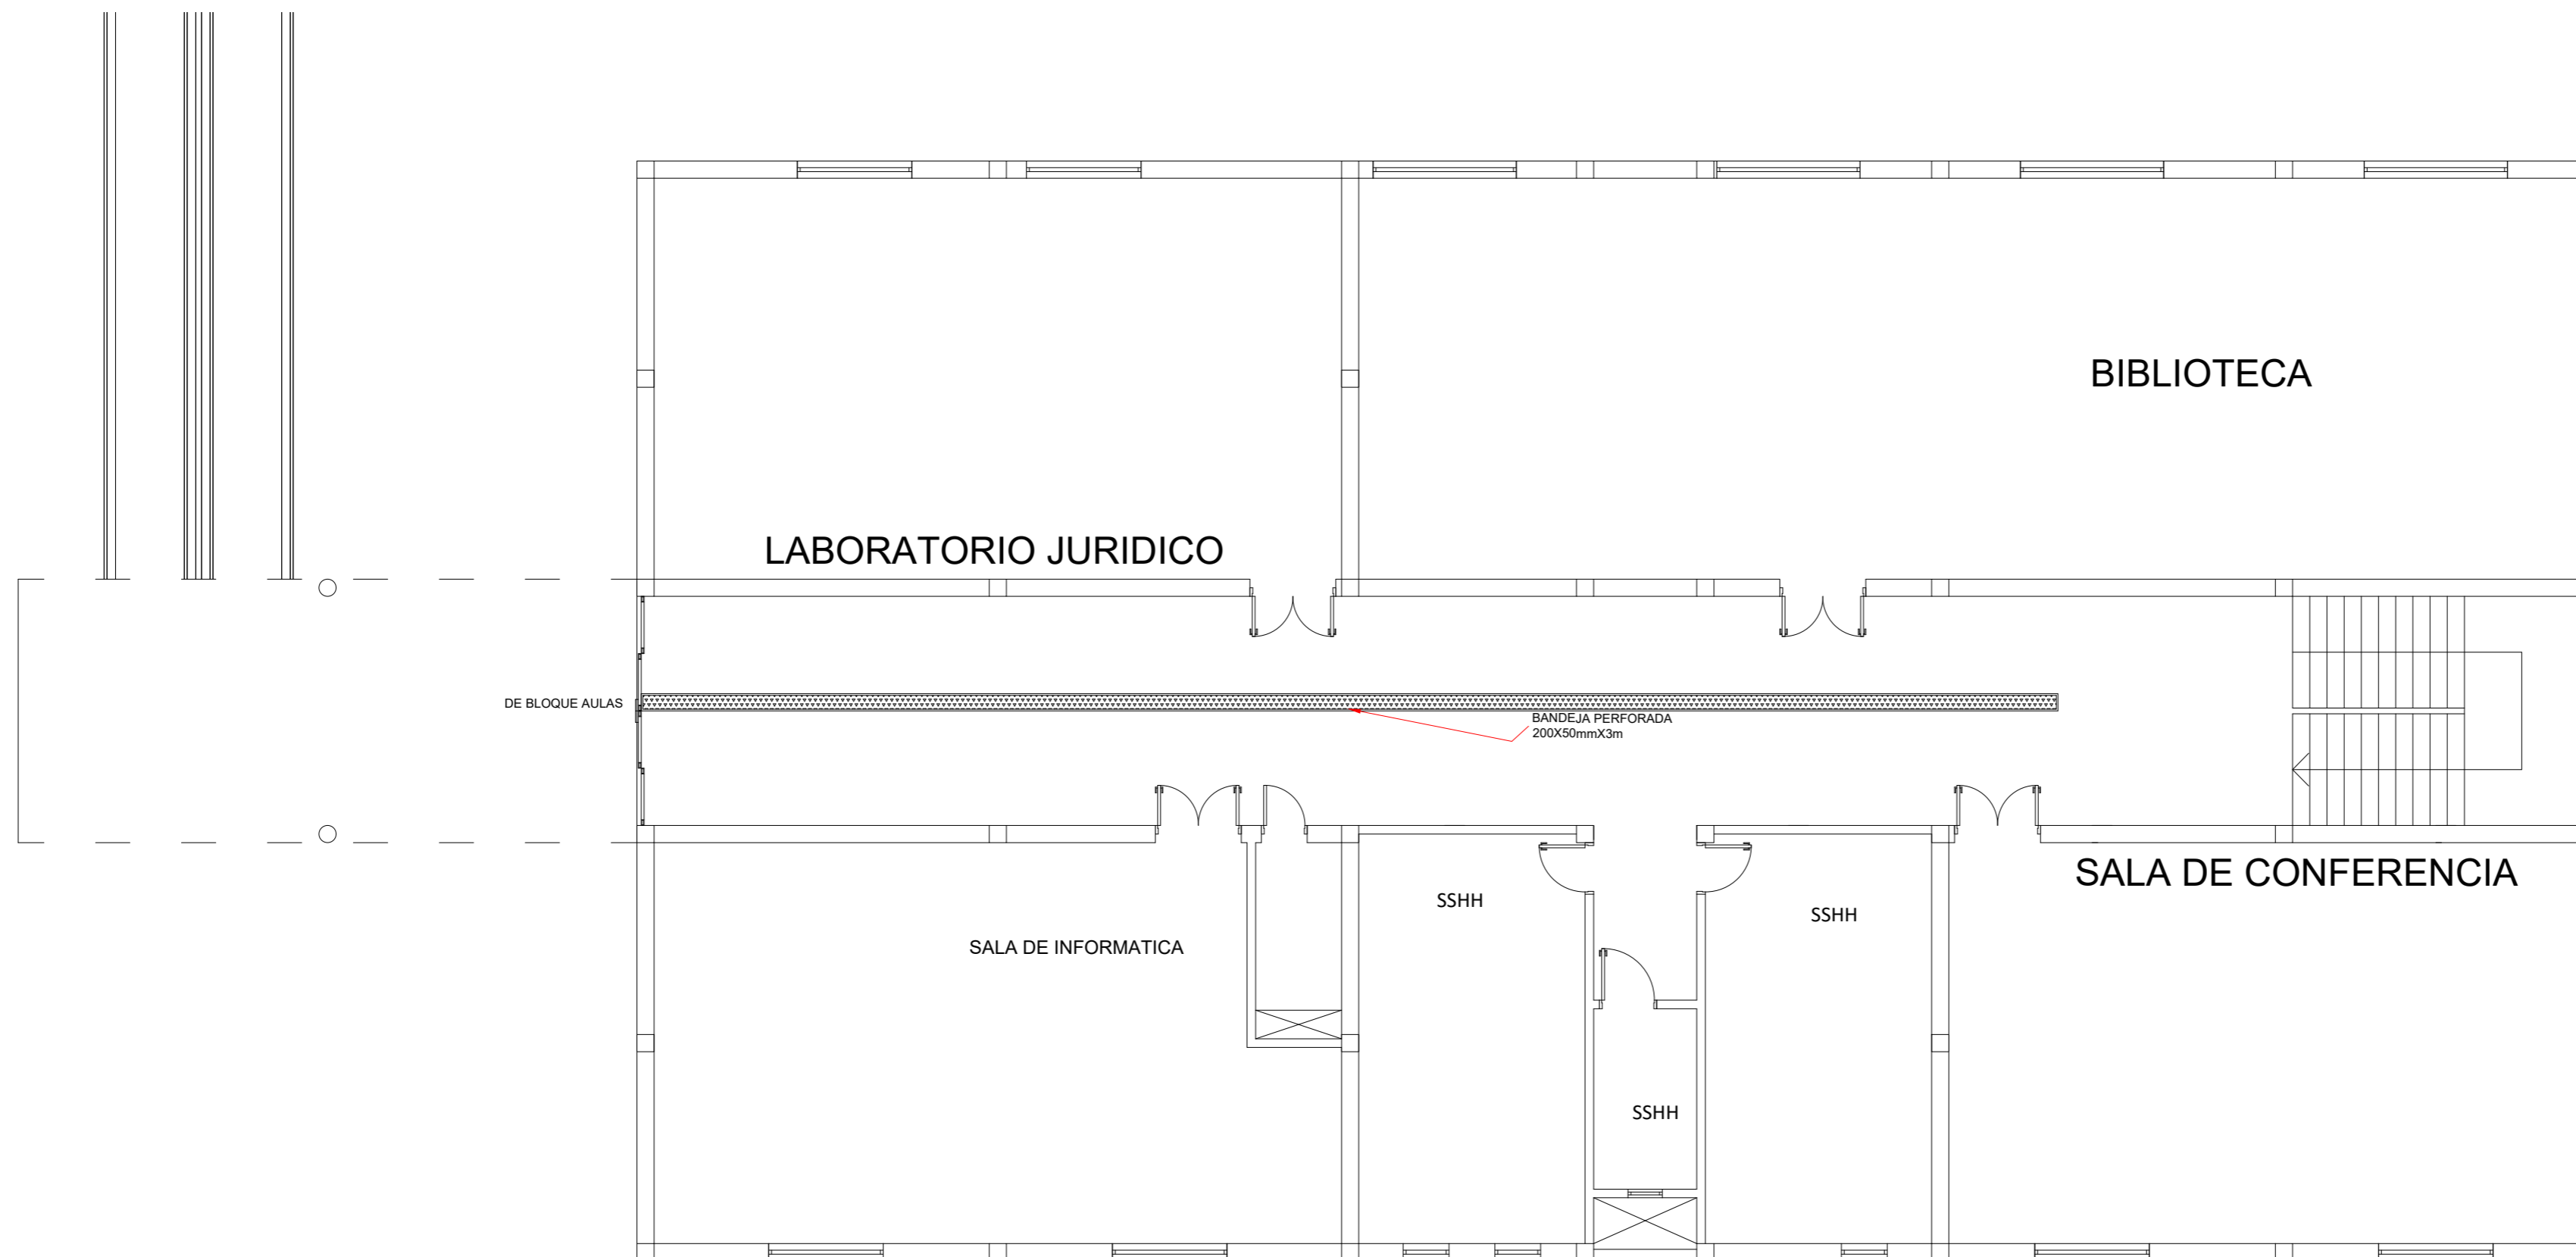 BIBLIOTECA
LABORATORIO JURIDICO
DE BLOQUE AULAS
BANDEJA PERFORADA
200X50mmX3m
SALA DE CONFERENCIA
SSHH
SSHH
SALA DE INFORMATICA
SSHH